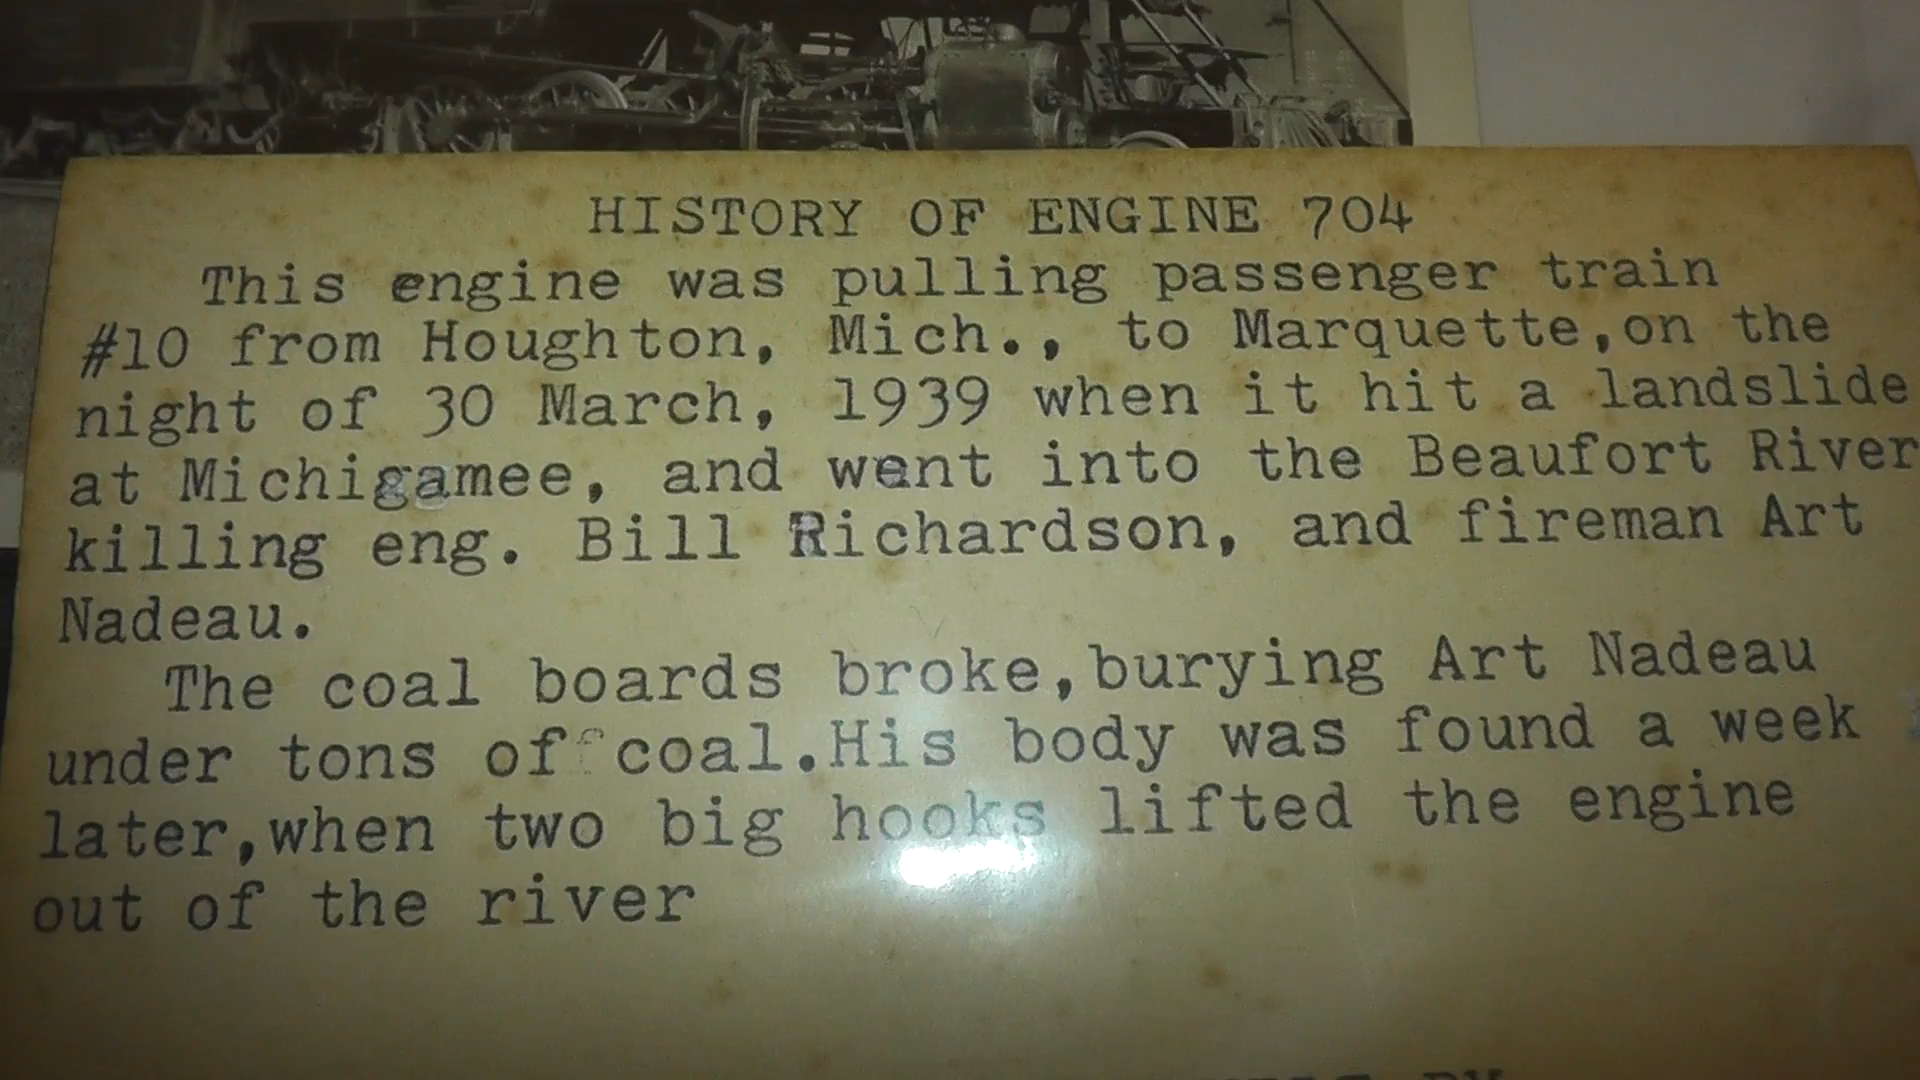 HISTORY OF ENGINE 704
This engine was pulling passenger train
#10 from Houghton, Mich., to Marquette,on the
night of 30 March, 1939 when it hit a landslide
at Michigamee, and went into the Beaufort River
killing eng. Bill Richardson, and fireman Art
Nadeau.
The coal boards broke,burying Art Nadeau
under tons of coal.His body was found a week
later,when two big hooks lifted the engine
out of the river